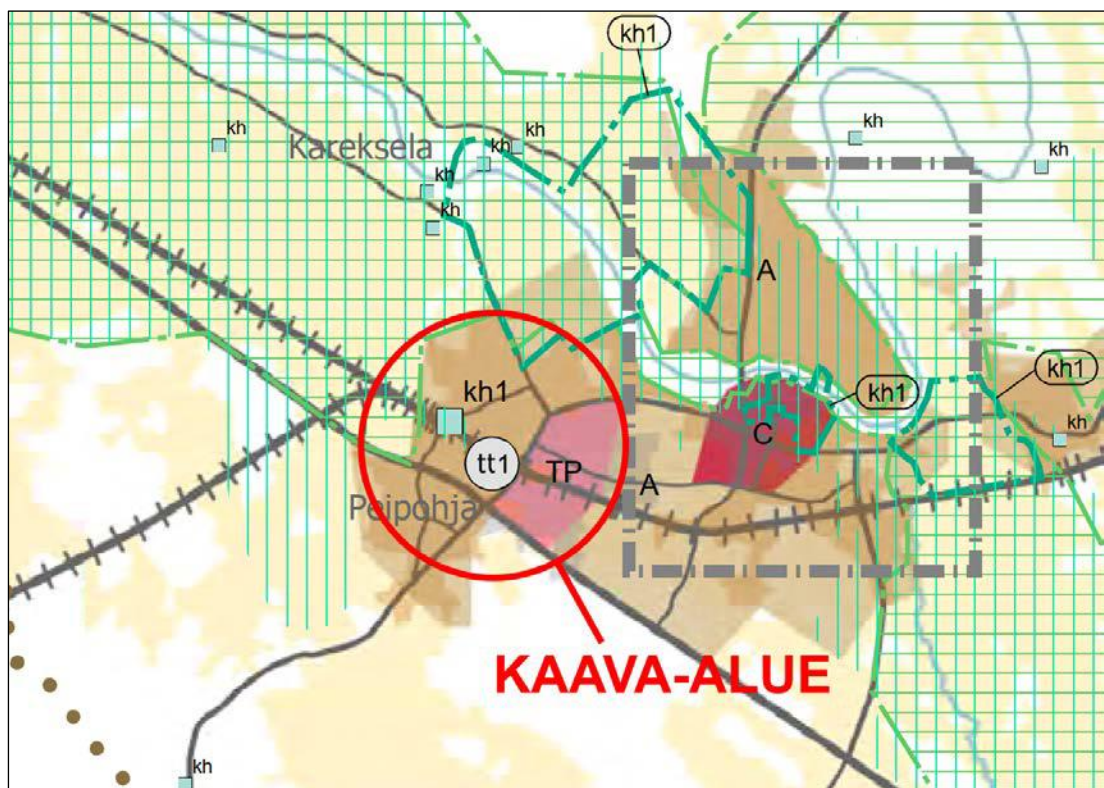 kh1
kh
kh
Kareksela
kh
kh
kh
kh
kh
A
kh1
kh1
kh1
C
kh
tt1
TP
A
Peipohja
KAAVA-ALUE
kh